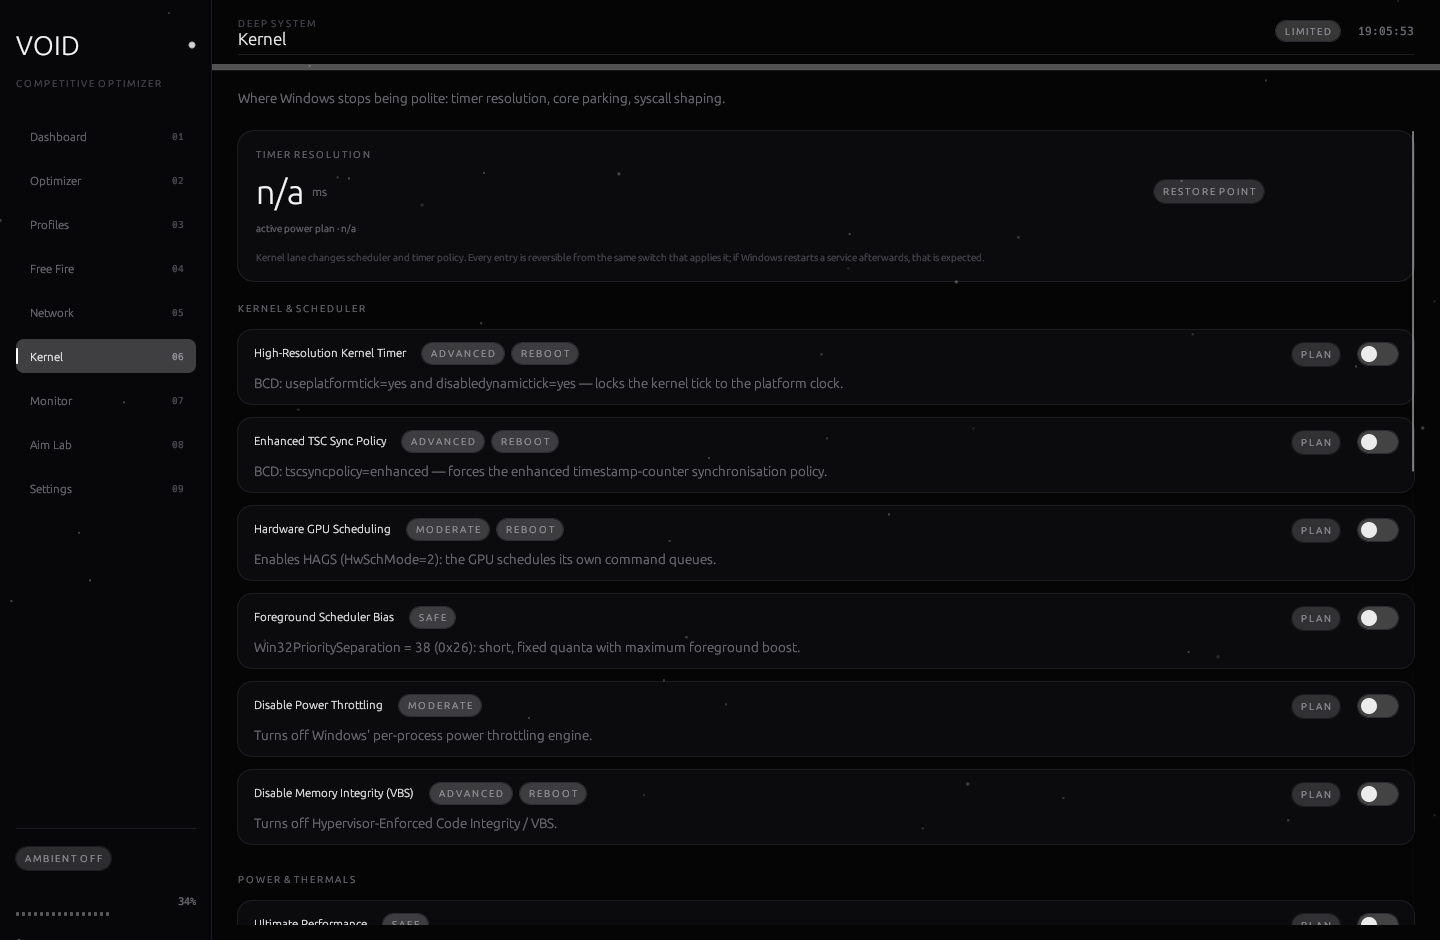 VOID
COMPETITIVE OPTIMIZER
Dashboard 01
Optimizer 02
Profiles 03
Free Fire 04
Network 05
Kernel 06
Monitor 07
Aim Lab 08
Settings 09
AMBIENT OFF
34%
DEEP SYSTEM
Kernel
LIMITED 19:05:53
Where Windows stops being polite: timer resolution, core parking, syscall shaping.
TIMER RESOLUTION
n/a ms
RESTORE POINT
active power plan · n/a
Kernel lane changes scheduler and timer policy. Every entry is reversible from the same switch that applies it; if Windows restarts a service afterwards, that is expected.
KERNEL & SCHEDULER
High-Resolution Kernel Timer ADVANCED REBOOT PLAN
BCD: useplatformtick=yes and disabledynamictick=yes — locks the kernel tick to the platform clock.
Enhanced TSC Sync Policy ADVANCED REBOOT PLAN
BCD: tscsyncpolicy=enhanced — forces the enhanced timestamp-counter synchronisation policy.
Hardware GPU Scheduling MODERATE REBOOT PLAN
Enables HAGS (HwSchMode=2): the GPU schedules its own command queues.
Foreground Scheduler Bias SAFE PLAN
Win32PrioritySeparation = 38 (0x26): short, fixed quanta with maximum foreground boost.
Disable Power Throttling MODERATE PLAN
Turns off Windows' per-process power throttling engine.
Disable Memory Integrity (VBS) ADVANCED REBOOT PLAN
Turns off Hypervisor-Enforced Code Integrity / VBS.
POWER & THERMALS
Ultimate Performance SAFE PLAN